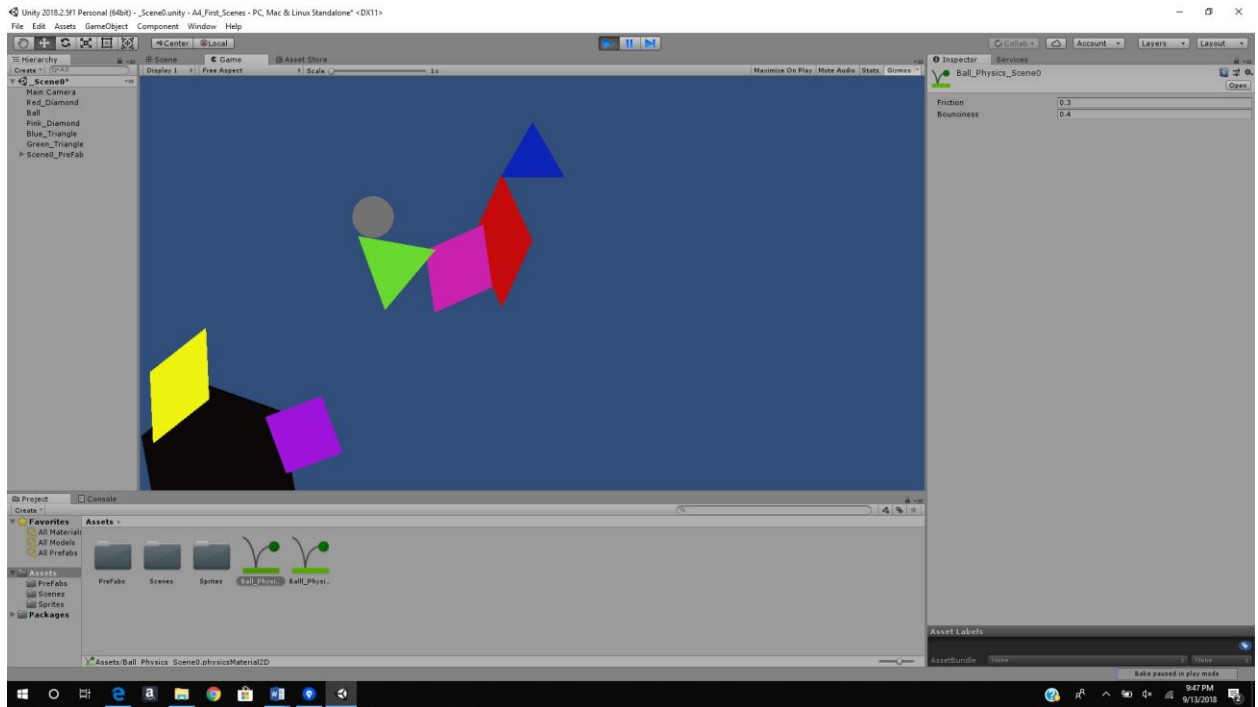 Unity 2018.2.5f1 Personal (64bit) - _Scene0.unity - A4_First_Scenes - PC, Mac & Linux Standalone* <DX11>
File Edit Assets GameObject Component Window Help
Center Local Collab Account Layers Layout
Hierarchy Scene Game Asset Store Inspector Services
Create All Display 1 Free Aspect Scale 1x Maximize On Play Mute Audio Stats Gizmos
_Scene0* Ball_Physics_Scene0
Open
Main Camera
Red_Diamond
Ball
Pink_Diamond
Blue_Triangle
Green_Triangle
Scene0_PreFab
Friction 0.3
Bounciness 0.4
Project Console
Create
Favorites Assets
All Materials
All Models
All Prefabs
Assets
PreFabs
Scenes
Sprites
Packages
PreFabs Scenes Sprites Ball_Physi... Balll_Physi...
Assets/Ball_Physics_Scene0.physicsMaterial2D
Asset Labels
AssetBundle None None
Bake paused in play mode
9:47 PM
9/13/2018